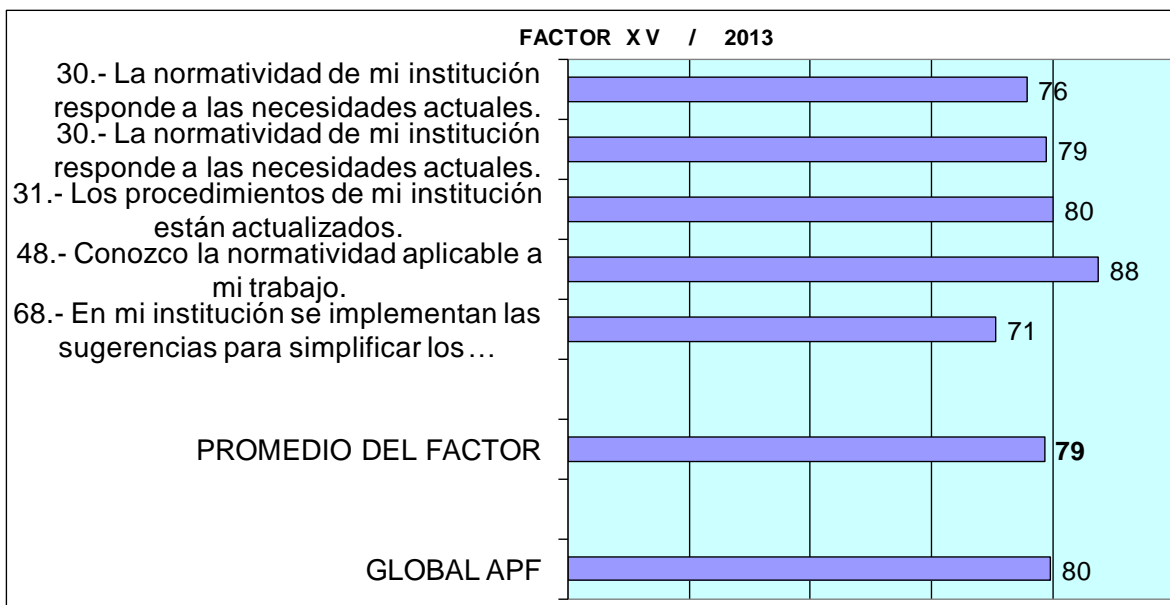 FACTOR X V / 2013
30.- La normatividad de mi institución
responde a las necesidades actuales.
76
30.- La normatividad de mi institución
responde a las necesidades actuales.
79
31.- Los procedimientos de mi institución
están actualizados.
80
48.- Conozco la normatividad aplicable a
mi trabajo.
88
68.- En mi institución se implementan las
sugerencias para simplificar los …
71
PROMEDIO DEL FACTOR
79
GLOBAL APF
80